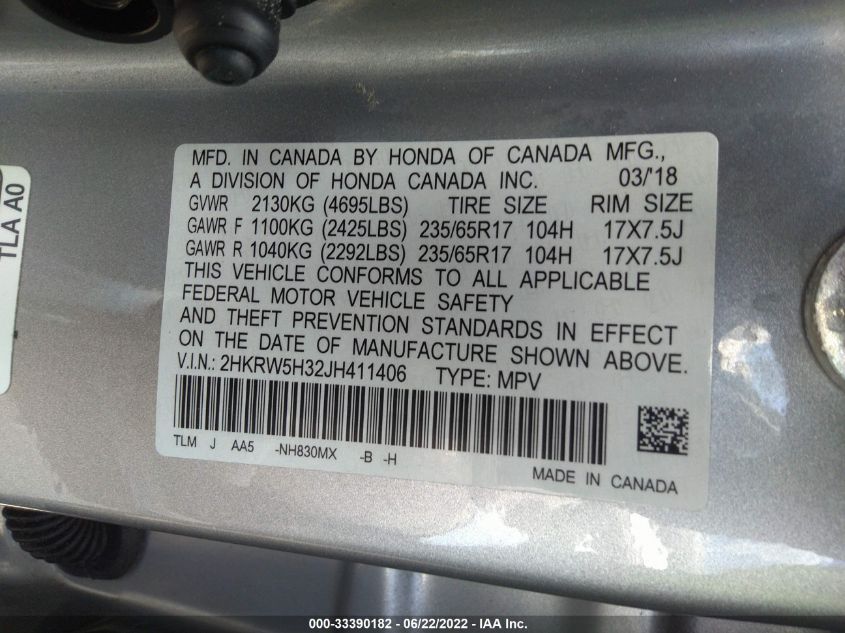 TLA A0
MFD. IN CANADA BY HONDA OF CANADA MFG.,
A DIVISION OF HONDA CANADA INC. 03/'18
GVWR 2130KG (4695LBS) TIRE SIZE RIM SIZE
GAWR F 1100KG (2425LBS) 235/65R17 104H 17X7.5J
GAWR R 1040KG (2292LBS) 235/65R17 104H 17X7.5J
THIS VEHICLE CONFORMS TO ALL APPLICABLE
FEDERAL MOTOR VEHICLE SAFETY
AND THEFT PREVENTION STANDARDS IN EFFECT
ON THE DATE OF MANUFACTURE SHOWN ABOVE.
V.I.N.: 2HKRW5H32JH411406 TYPE: MPV
TLM J AA5 -NH830MX -B -H
MADE IN CANADA
000-33390182 - 06/22/2022 - IAA Inc.